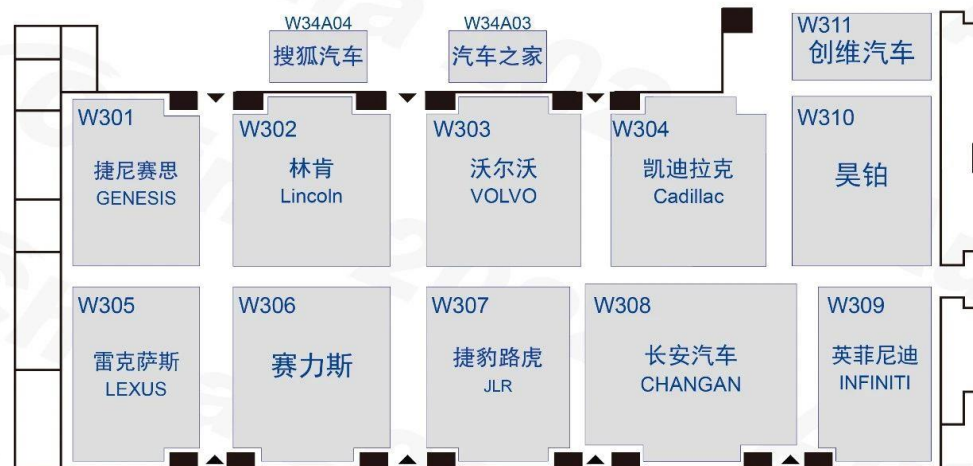 W34A04
搜狐汽车
W34A03
汽车之家
W311
创维汽车
W301
捷尼赛思
GENESIS
W302
林肯
Lincoln
W303
沃尔沃
VOLVO
W304
凯迪拉克
Cadillac
W310
昊铂
W305
雷克萨斯
LEXUS
W306
赛力斯
W307
捷豹路虎
JLR
W308
长安汽车
CHANGAN
W309
英菲尼迪
INFINITI